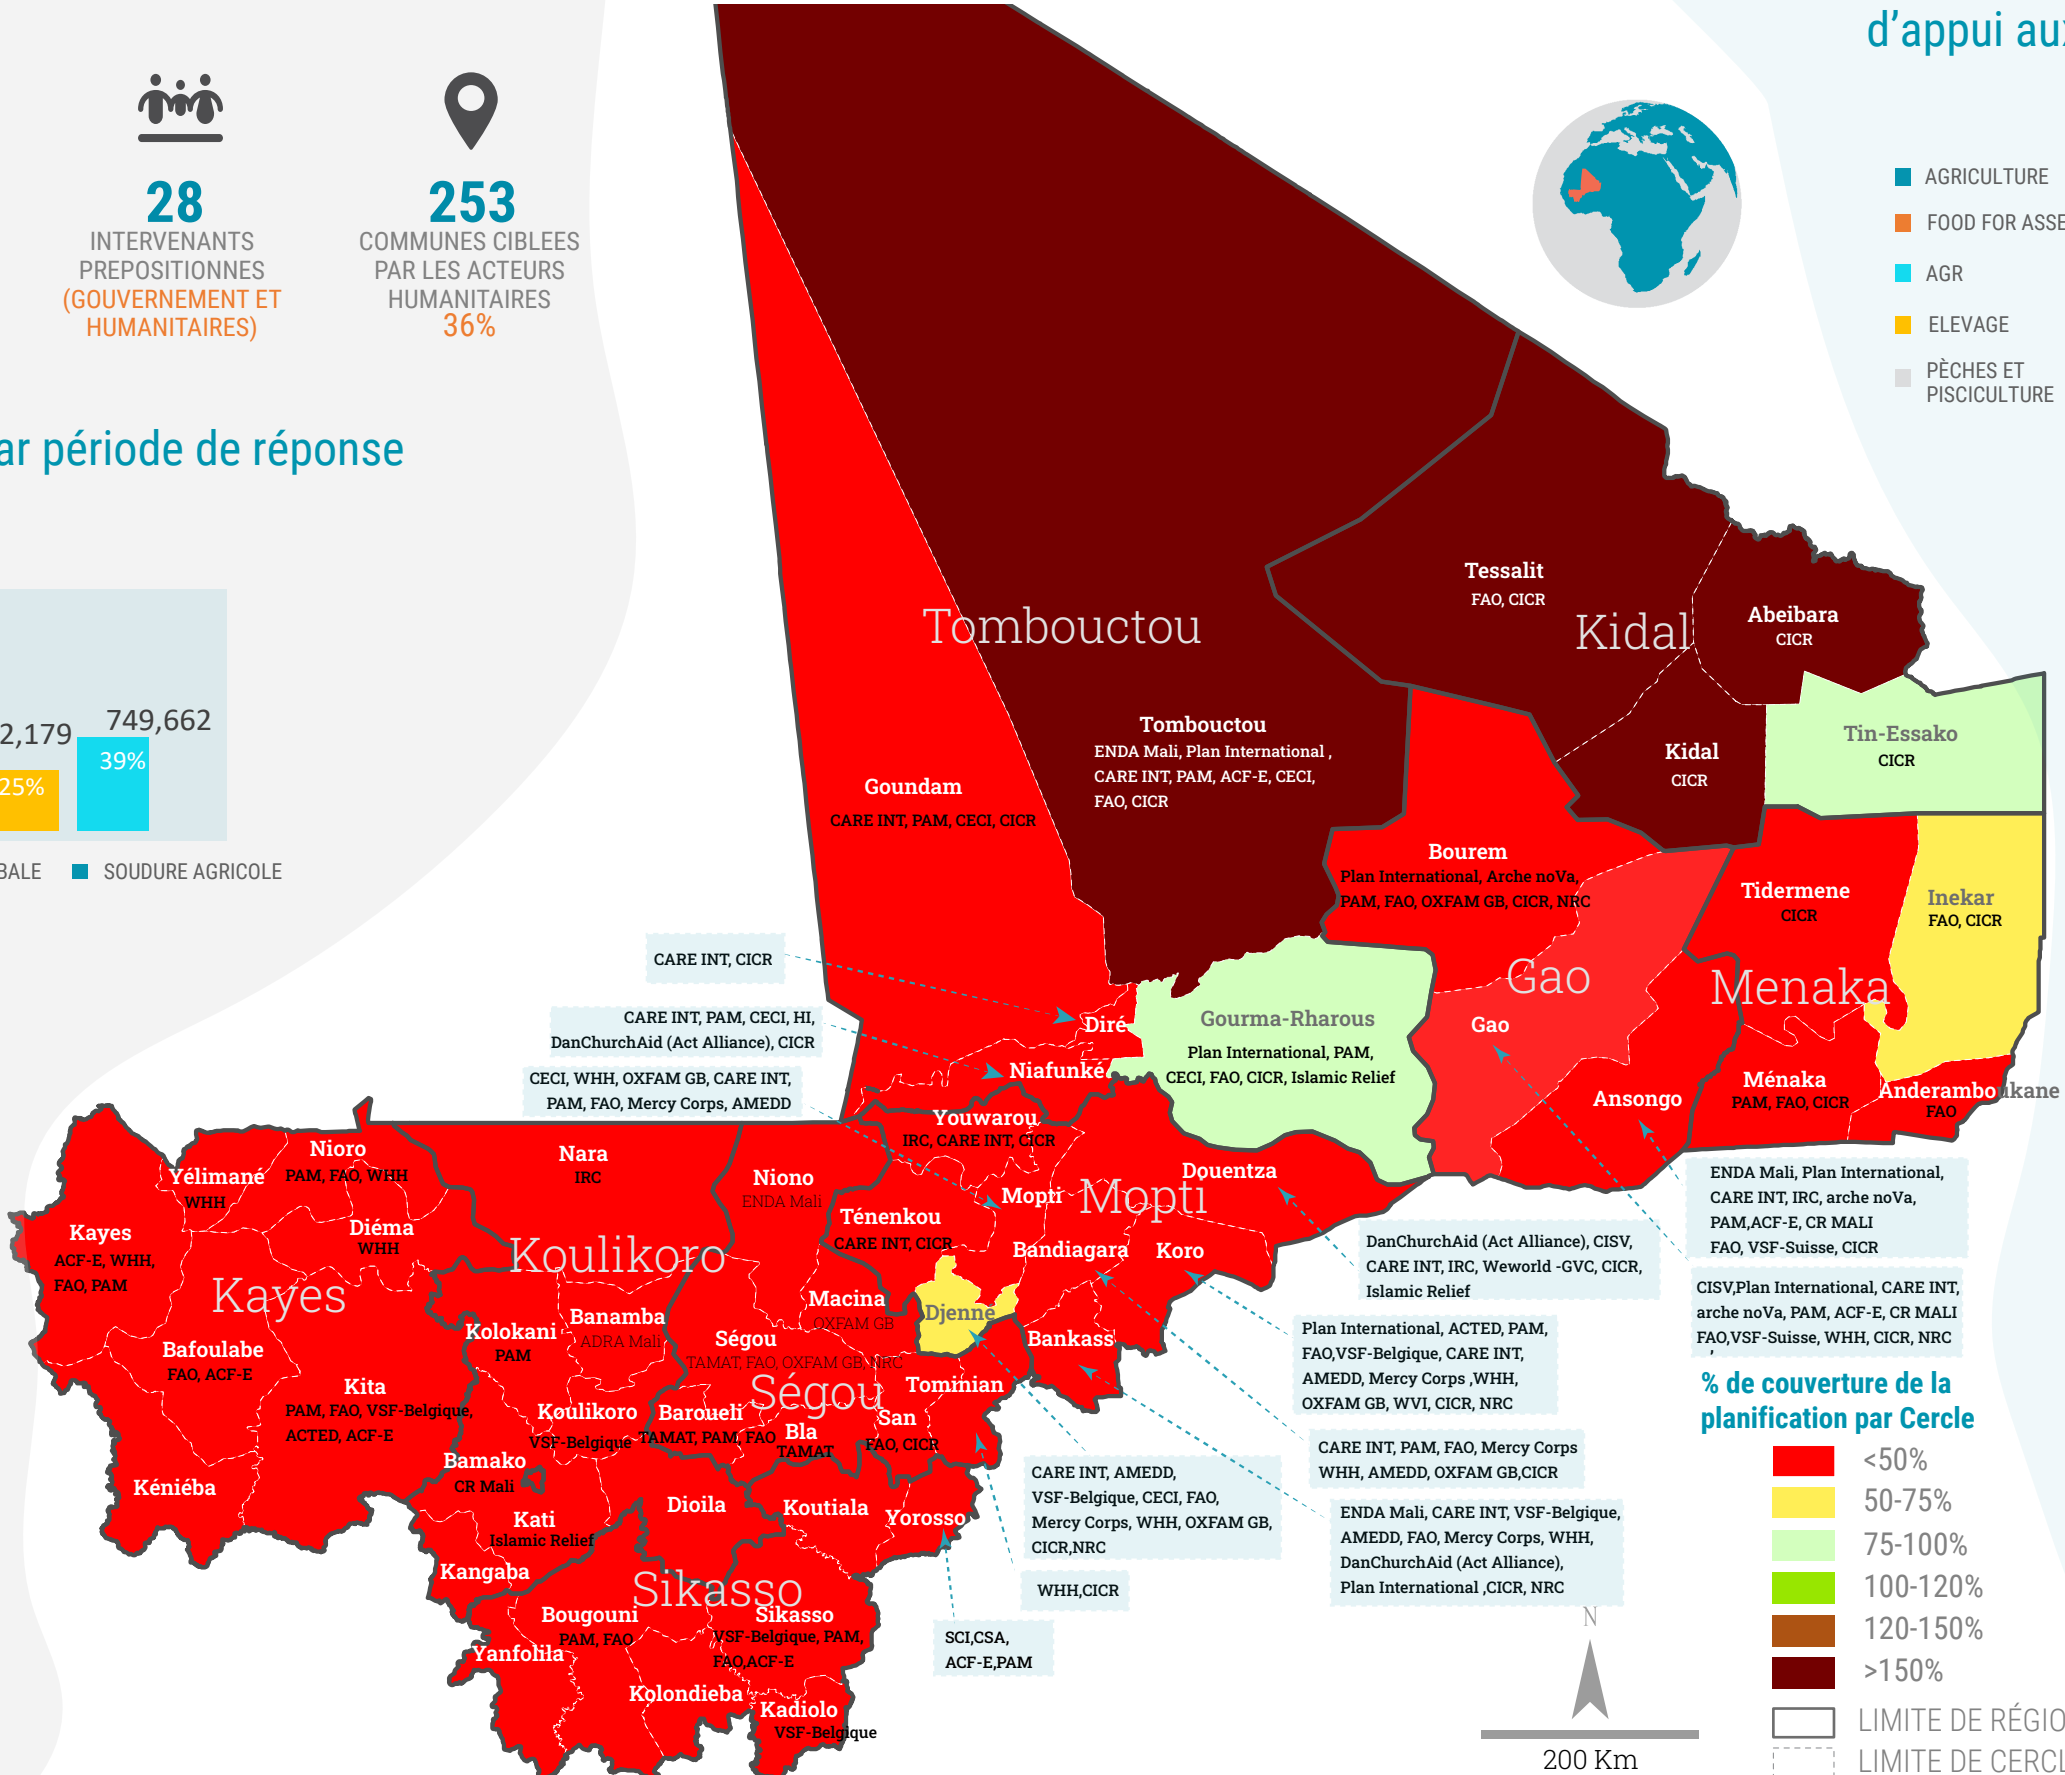 d'appui aux
28
INTERVENANTS
PREPOSITIONNES
(GOUVERNEMENT ET
HUMANITAIRES)
253
COMMUNES CIBLEES
PAR LES ACTEURS
HUMANITAIRES
36%
AGRICULTURE
FOOD FOR ASSE
AGR
ELEVAGE
PÈCHES ET
PISCICULTURE
ar période de réponse
2,179
749,662
25%
39%
BALE
SOUDURE AGRICOLE
Tombouctou
Kidal
Tessalit
FAO, CICR
Abeibara
CICR
Tombouctou
ENDA Mali, Plan International ,
CARE INT, PAM, ACF-E, CECI,
FAO, CICR
Kidal
CICR
Tin-Essako
CICR
Goundam
CARE INT, PAM, CECI, CICR
Bourem
Plan International, Arche noVa,
PAM, FAO, OXFAM GB, CICR, NRC
Tidermene
CICR
Inekar
FAO, CICR
Gao
Menaka
CARE INT, CICR
CARE INT, PAM, CECI, HI,
DanChurchAid (Act Alliance), CICR
CECI, WHH, OXFAM GB, CARE INT,
PAM, FAO, Mercy Corps, AMEDD
Diré
Niafunké
Gourma-Rharous
Plan International, PAM,
CECI, FAO, CICR, Islamic Relief
Gao
Ansongo
Ménaka
PAM, FAO, CICR
Anderamboukane
FAO
Youwarou
IRC, CARE INT, CICR
Nioro
PAM, FAO, WHH
Nara
IRC
Niono
ENDA Mali
Yélimané
WHH
Mopti
Douentza
Mopti
Ténenkou
CARE INT, CICR
Kayes
ACF-E, WHH,
FAO, PAM
Diéma
WHH
Koulikoro
Kayes
Bandiagara
Koro
Macina
OXFAM GB
Djenne
Banamba
ADRA Mali
Kolokani
PAM
Ségou
TAMAT, FAO, OXFAM GB, NRC
Bankass
Bafoulabe
FAO, ACF-E
Kita
PAM, FAO, VSF-Belgique,
ACTED, ACF-E
Ségou
Tominian
Koulikoro
VSF-Belgique
Baroueli
TAMAT, PAM, FAO
Bla
TAMAT
San
FAO, CICR
Bamako
CR Mali
Kéniéba
Dioila
Koutiala
Yorosso
Kati
Islamic Relief
Kangaba
Sikasso
Bougouni
PAM, FAO
Sikasso
VSF-Belgique, PAM,
FAO,ACF-E
Yanfolila
Kolondieba
Kadiolo
VSF-Belgique
ENDA Mali, Plan International,
CARE INT, IRC, arche noVa,
PAM,ACF-E, CR MALI
FAO, VSF-Suisse, CICR
DanChurchAid (Act Alliance), CISV,
CARE INT, IRC, Weworld -GVC, CICR,
Islamic Relief
CISV,Plan International, CARE INT,
arche noVa, PAM, ACF-E, CR MALI
FAO,VSF-Suisse, WHH, CICR, NRC
,
Plan International, ACTED, PAM,
FAO,VSF-Belgique, CARE INT,
AMEDD, Mercy Corps ,WHH,
OXFAM GB, WVI, CICR, NRC
CARE INT, PAM, FAO, Mercy Corps
WHH, AMEDD, OXFAM GB,CICR
CARE INT, AMEDD,
VSF-Belgique, CECI, FAO,
Mercy Corps, WHH, OXFAM GB,
CICR,NRC
ENDA Mali, CARE INT, VSF-Belgique,
AMEDD, FAO, Mercy Corps, WHH,
DanChurchAid (Act Alliance),
Plan International ,CICR, NRC
WHH,CICR
SCI,CSA,
ACF-E,PAM
N
200 Km
% de couverture de la
planification par Cercle
<50%
50-75%
75-100%
100-120%
120-150%
>150%
LIMITE DE RÉGIO
LIMITE DE CERCL